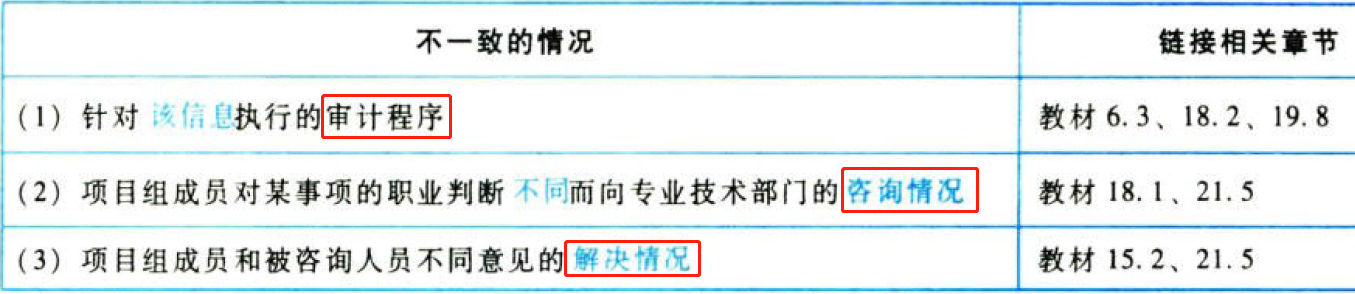 不一致的情况 链接相关章节
(1) 针对该信息执行的审计程序 教材 6.3、18.2、19.8
(2) 项目组成员对某事项的职业判断不同而向专业技术部门的咨询情况 教材 18.1、21.5
(3) 项目组成员和被咨询人员不同意见的解决情况 教材 15.2、21.5